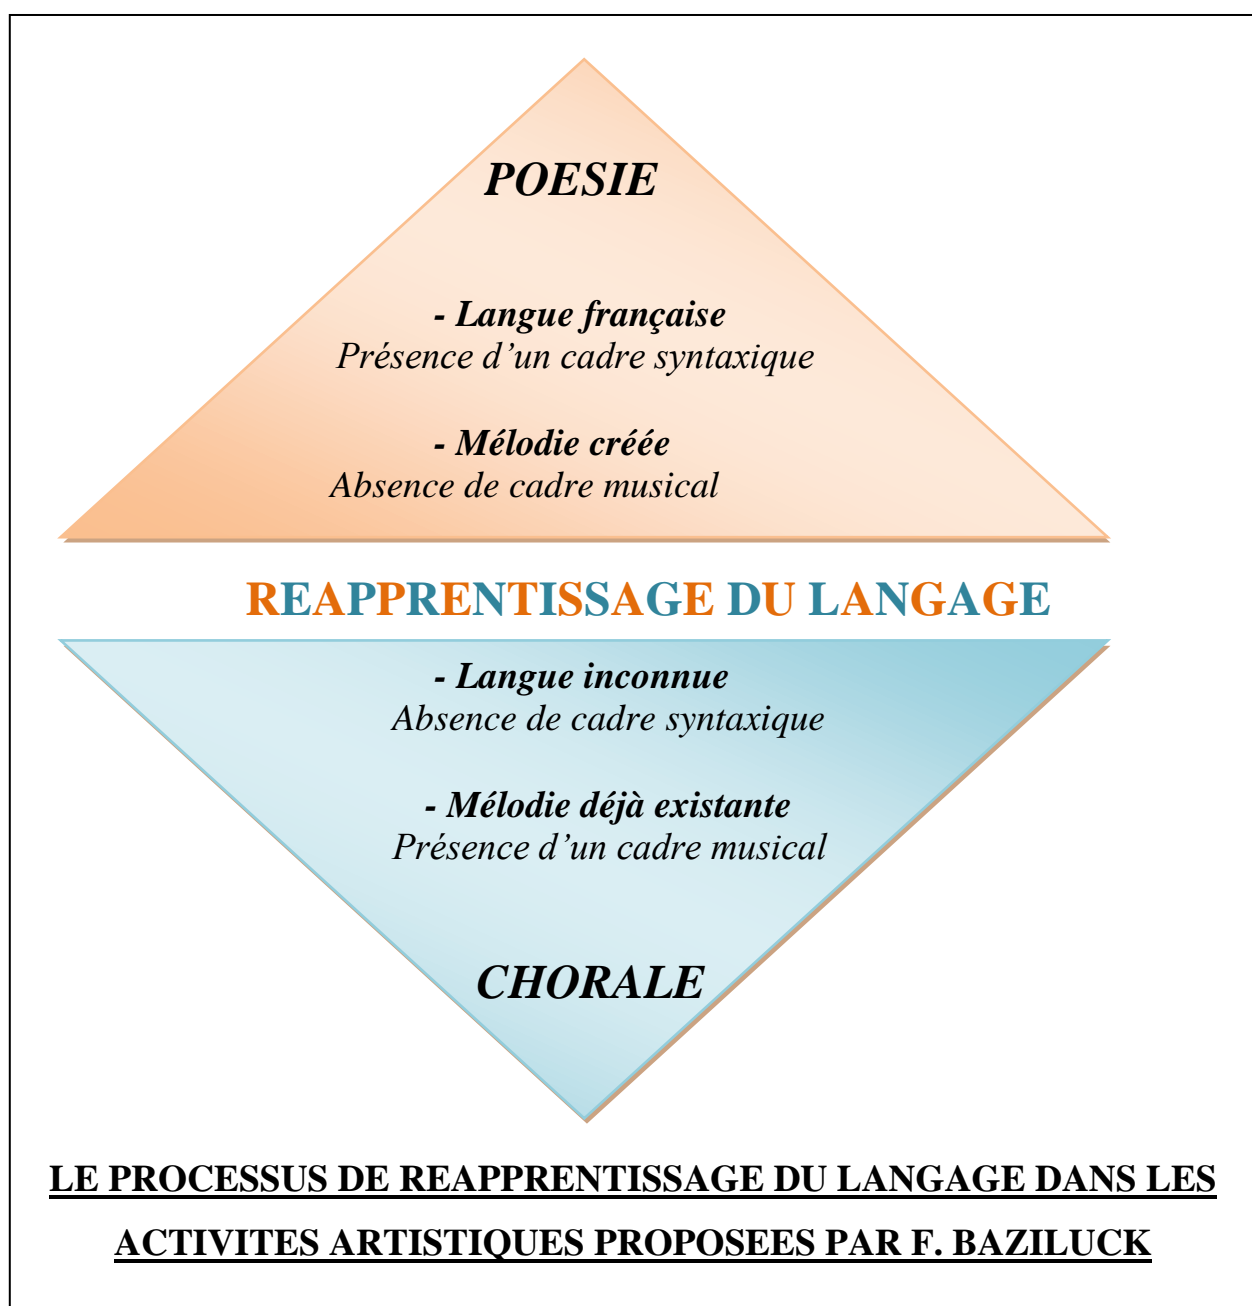 POESIE
- Langue française
Présence d’un cadre syntaxique
- Mélodie créée
Absence de cadre musical
REAPPRENTISSAGE DU LANGAGE
- Langue inconnue
Absence de cadre syntaxique
- Mélodie déjà existante
Présence d’un cadre musical
CHORALE
LE PROCESSUS DE REAPPRENTISSAGE DU LANGAGE DANS LES
ACTIVITES ARTISTIQUES PROPOSEES PAR F. BAZILUCK